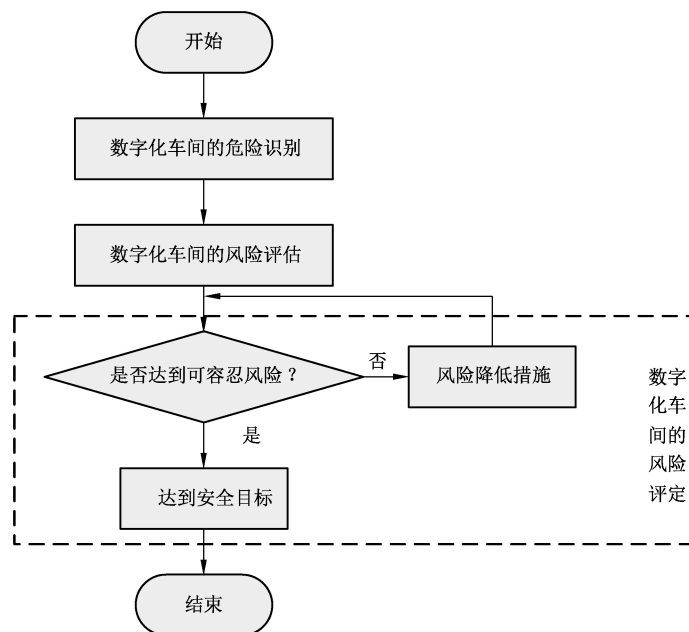 开始
数字化车间的危险识别
数字化车间的风险评估
是否达到可容忍风险？
否
风险降低措施
是
达到安全目标
数字
化车
间的
风险
评定
结束